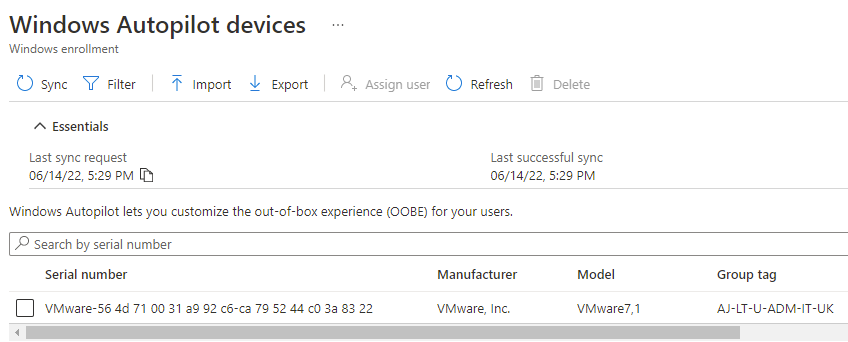 Windows Autopilot devices ...
Windows enrollment
Sync Filter Import Export Assign user Refresh Delete
Essentials
Last sync request Last successful sync
06/14/22, 5:29 PM 06/14/22, 5:29 PM
Windows Autopilot lets you customize the out-of-box experience (OOBE) for your users.
Search by serial number
Serial number Manufacturer Model Group tag
VMware-56 4d 71 00 31 a9 92 c6-ca 79 52 44 c0 3a 83 22 VMware, Inc. VMware7,1 AJ-LT-U-ADM-IT-UK